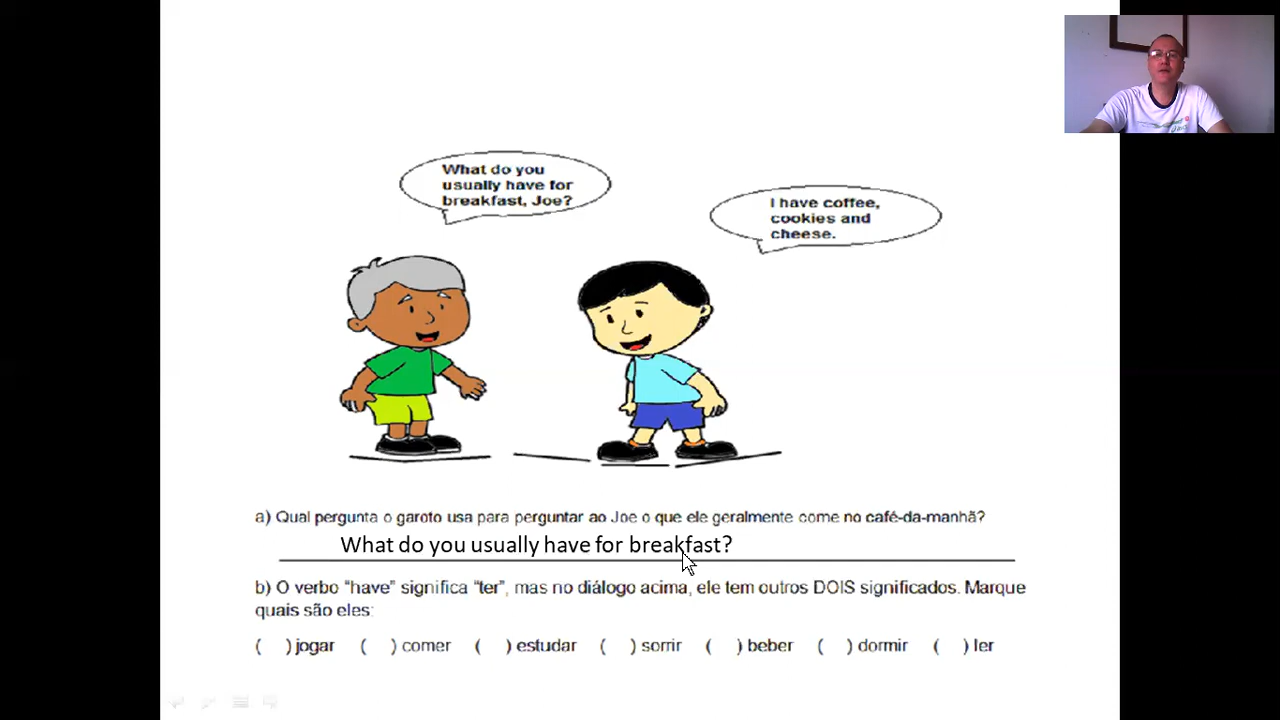 What do you
usually have for
breakfast, Joe?
I have coffee,
cookies and
cheese.
a) Qual pergunta o garoto usa para perguntar ao Joe o que ele geralmente come no café-da-manhã?
What do you usually have for breakfast?
b) O verbo “have” significa “ter”, mas no diálogo acima, ele tem outros DOIS significados. Marque
quais são eles:
( ) jogar ( ) comer ( ) estudar ( ) sorrir ( ) beber ( ) dormir ( ) ler